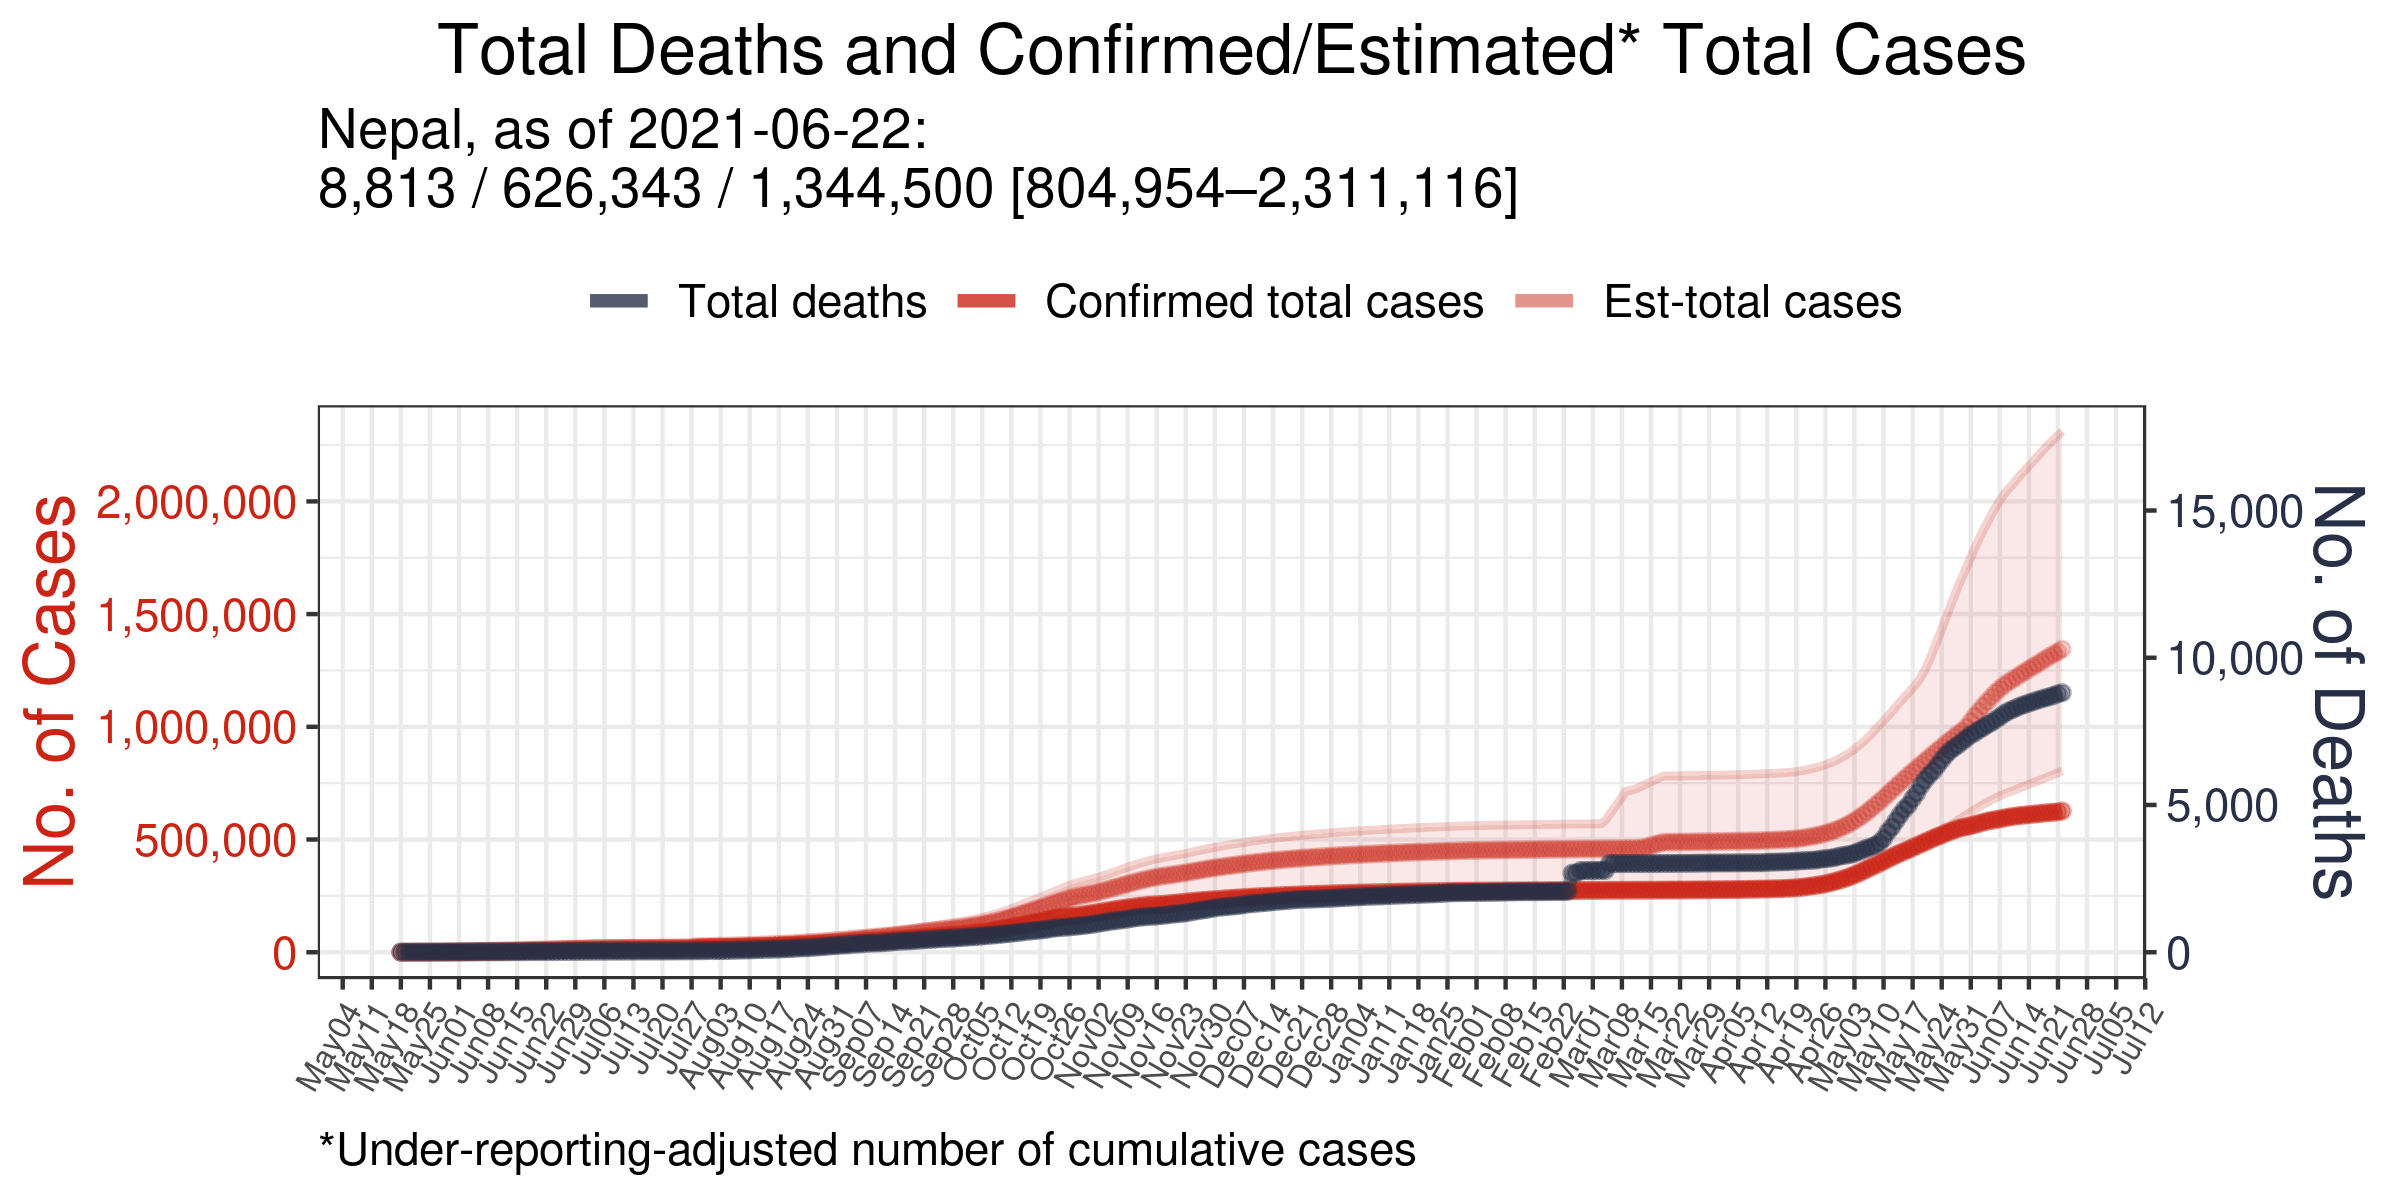 Total Deaths and Confirmed/Estimated* Total Cases
Nepal, as of 2021-06-22:
8,813 / 626,343 / 1,344,500 [804,954–2,311,116]
Total deaths
Confirmed total cases
Est-total cases
No. of Cases
2,000,000
1,500,000
1,000,000
500,000
0
15,000
10,000
5,000
0
No. of Deaths
May04
May11
May18
May25
Jun01
Jun08
Jun15
Jun22
Jun29
Jul06
Jul13
Jul20
Jul27
Aug03
Aug10
Aug17
Aug24
Aug31
Sep07
Sep14
Sep21
Sep28
Oct05
Oct12
Oct19
Oct26
Nov02
Nov09
Nov16
Nov23
Nov30
Dec07
Dec14
Dec21
Dec28
Jan04
Jan11
Jan18
Jan25
Feb01
Feb08
Feb15
Feb22
Mar01
Mar08
Mar15
Mar22
Mar29
Apr05
Apr12
Apr19
Apr26
May03
May10
May17
May24
May31
Jun07
Jun14
Jun21
Jun28
Jul05
Jul12
*Under-reporting-adjusted number of cumulative cases